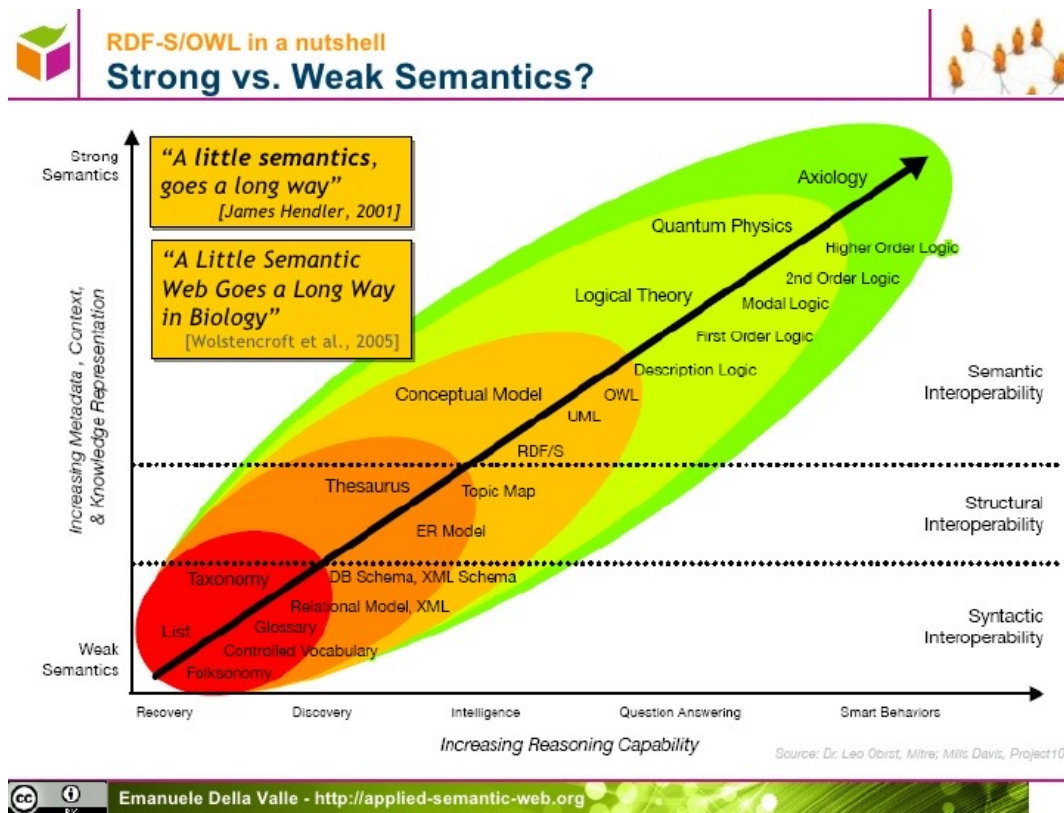 RDF-S/OWL in a nutshell
Strong vs. Weak Semantics?
Strong
Semantics
“A little semantics,
goes a long way”
[James Hendler, 2001]
“A Little Semantic
Web Goes a Long Way
in Biology”
[Wolstencroft et al., 2005]
Increasing Metadata , Context,
& Knowledge Representation
Axiology
Quantum Physics
Higher Order Logic
2nd Order Logic
Logical Theory
Modal Logic
First Order Logic
Description Logic
Semantic
Interoperability
Conceptual Model
OWL
UML
RDF/S
Thesaurus
Topic Map
Structural
Interoperability
ER Model
Taxonomy
DB Schema, XML Schema
Relational Model, XML
List
Glossary
Syntactic
Interoperability
Controlled Vocabulary
Weak
Semantics
Folksonomy
Recovery
Discovery
Intelligence
Question Answering
Smart Behaviors
Increasing Reasoning Capability
Source: Dr. Leo Obrst, Mitre; Mills Davis, Project10
cc
Emanuele Della Valle - http://applied-semantic-web.org